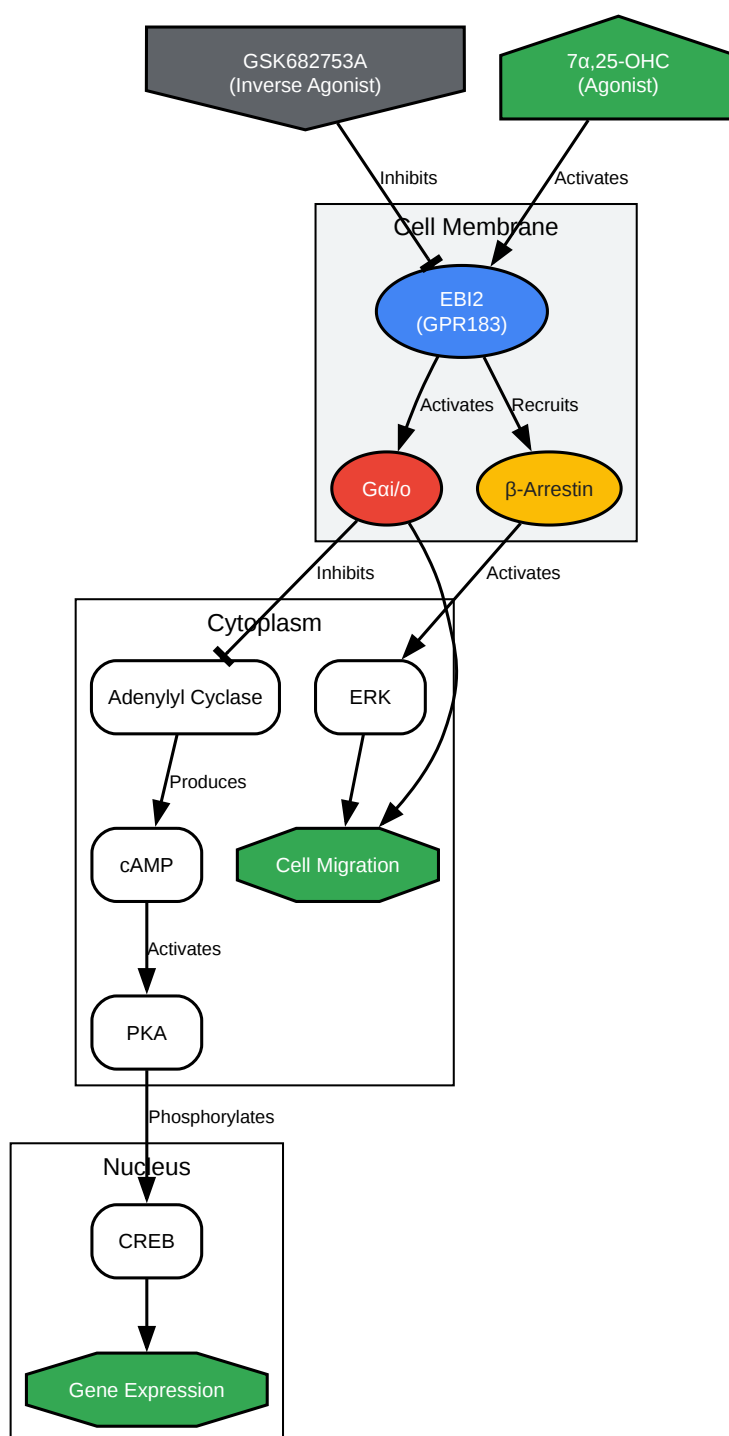 GSK682753A
(Inverse Agonist)
7α,25-OHC
(Agonist)
Inhibits
Activates
Cell Membrane
EBI2
(GPR183)
Activates
Recruits
Gαi/o
β-Arrestin
Inhibits
Activates
Cytoplasm
Adenylyl Cyclase
ERK
Produces
cAMP
Cell Migration
Activates
PKA
Phosphorylates
Nucleus
CREB
Gene Expression